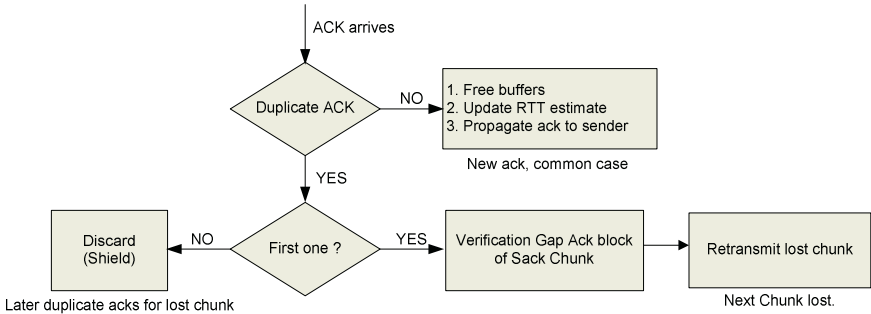 ACK arrives
Duplicate ACK
NO
1. Free buffers
2. Update RTT estimate
3. Propagate ack to sender
New ack, common case
YES
Discard
(Shield)
NO
First one ?
YES
Verification Gap Ack block
of Sack Chunk
Retransmit lost chunk
Later duplicate acks for lost chunk
Next Chunk lost.